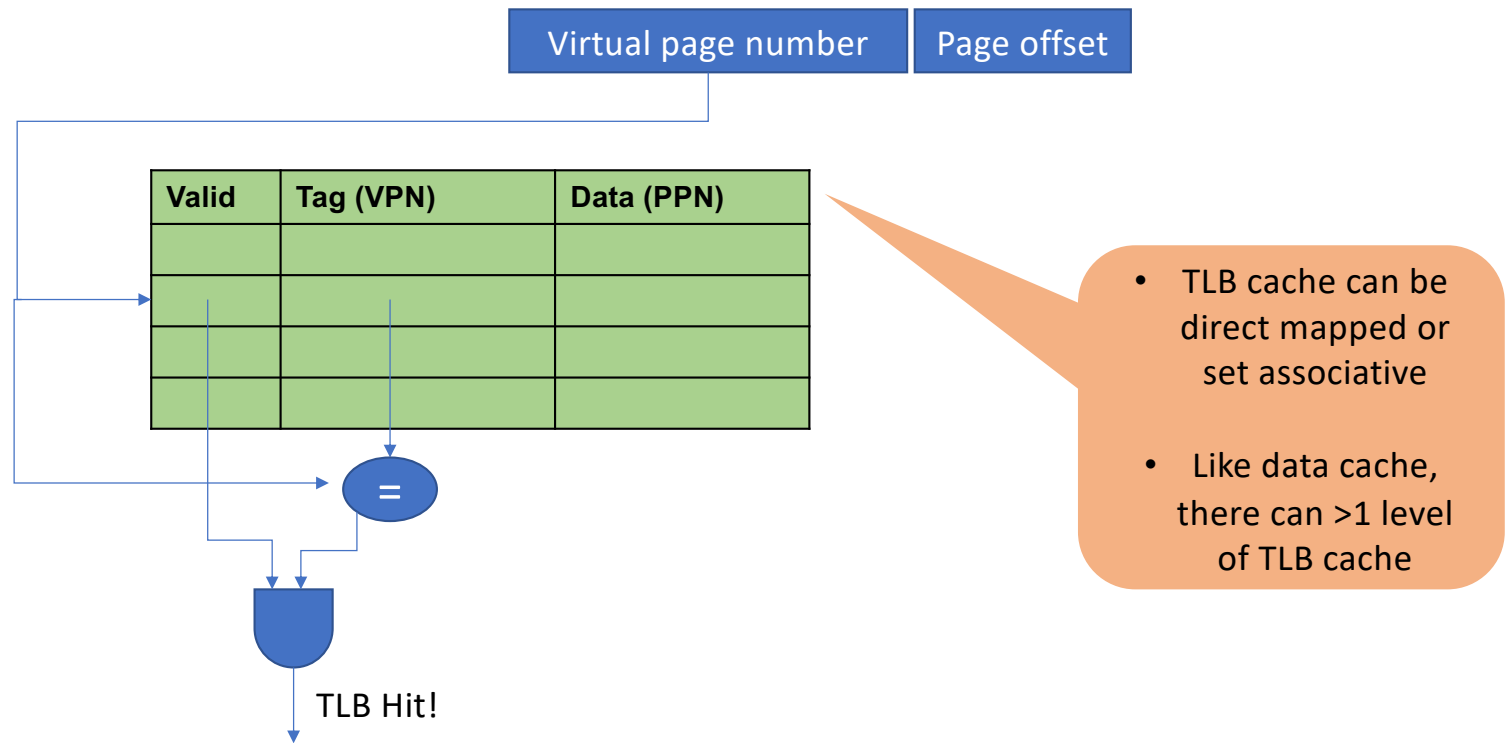 Virtual page number
Page offset
Valid
Tag (VPN)
Data (PPN)
• TLB cache can be
direct mapped or
set associative
• Like data cache,
there can >1 level
of TLB cache
=
TLB Hit!